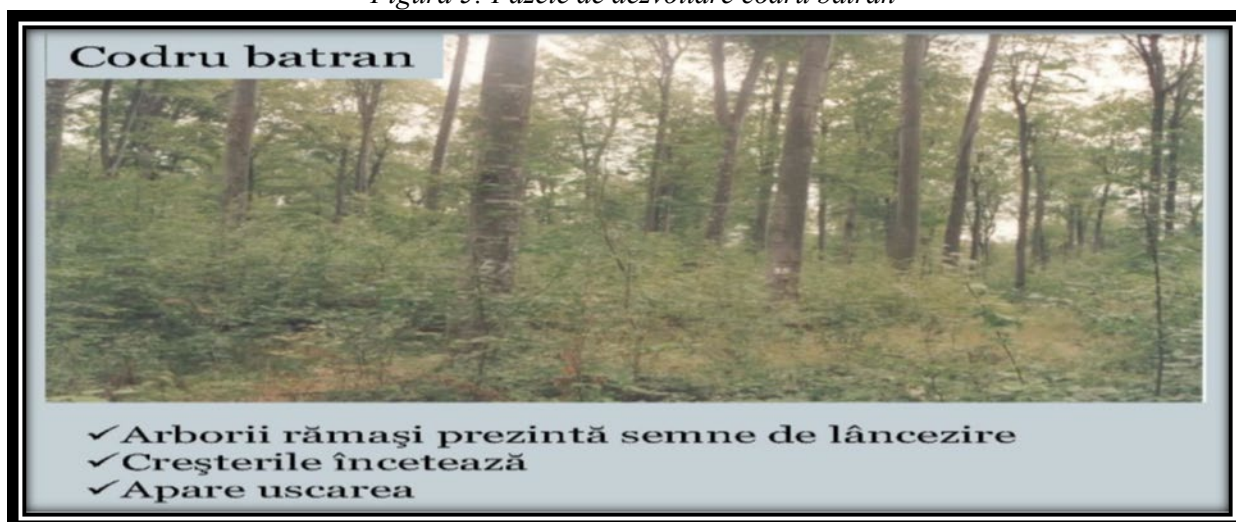 Codru batran
✓Arborii rămaşi prezintă semne de lâncezire
✓Creşterile încetează
✓Apare uscarea